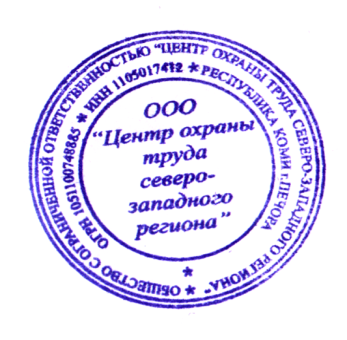 ОБЩЕСТВО С ОГРАНИЧЕННОЙ ОТВЕТСТВЕННОСТЬЮ "ЦЕНТР ОХРАНЫ ТРУДА СЕВЕРО-ЗАПАДНОГО РЕГИОНА" *
ОГРН 1051100748885 * ИНН 1105017412 * РЕСПУБЛИКА КОМИ г.ПЕЧОРА
*
ООО
"Центр охраны
труда
северо-
западного
региона"